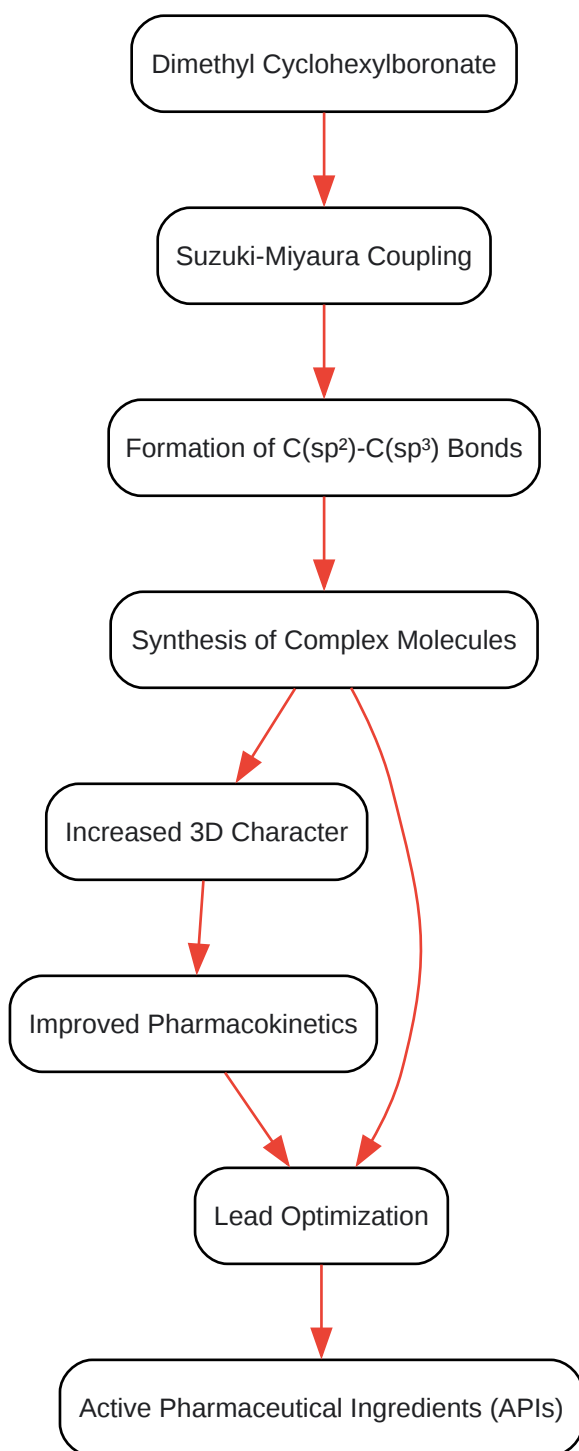 Dimethyl Cyclohexylboronate
Suzuki-Miyaura Coupling
Formation of C(sp²)-C(sp³) Bonds
Synthesis of Complex Molecules
Increased 3D Character
Improved Pharmacokinetics
Lead Optimization
Active Pharmaceutical Ingredients (APIs)